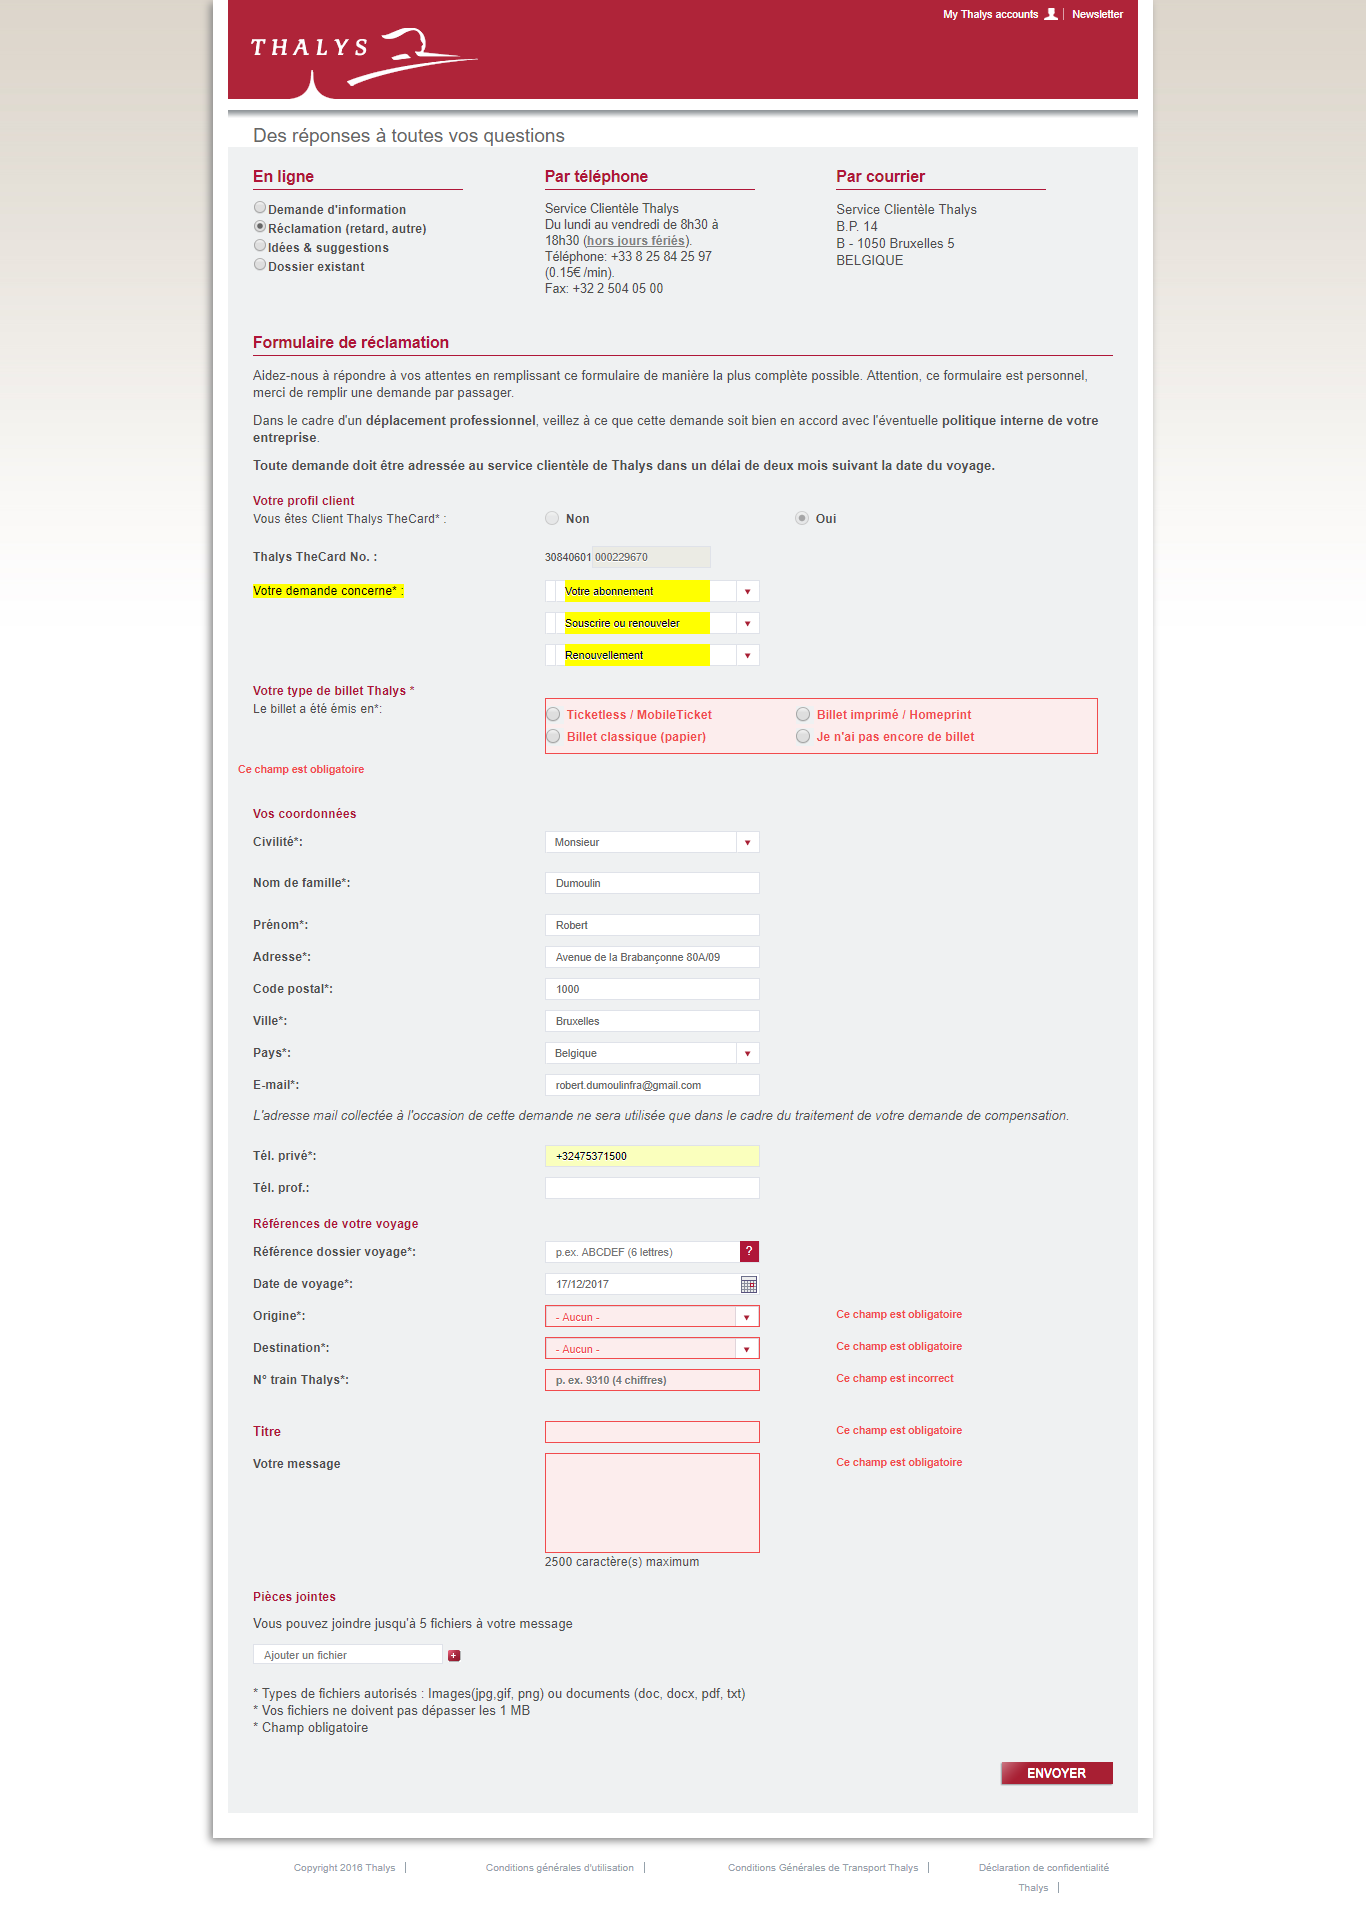 My Thalys accounts
Newsletter
THALYS
Des réponses à toutes vos questions
En ligne
Demande d'information
Réclamation (retard, autre)
Idées & suggestions
Dossier existant
Par téléphone
Service Clientèle Thalys
Du lundi au vendredi de 8h30 à
18h30 (hors jours fériés).
Téléphone: +33 8 25 84 25 97
(0.15€ /min).
Fax: +32 2 504 05 00
Par courrier
Service Clientèle Thalys
B.P. 14
B - 1050 Bruxelles 5
BELGIQUE
Formulaire de réclamation
Aidez-nous à répondre à vos attentes en remplissant ce formulaire de manière la plus complète possible. Attention, ce formulaire est personnel,
merci de remplir une demande par passager.
Dans le cadre d'un déplacement professionnel, veillez à ce que cette demande soit bien en accord avec l'éventuelle politique interne de votre
entreprise.
Toute demande doit être adressée au service clientèle de Thalys dans un délai de deux mois suivant la date du voyage.
Votre profil client
Vous êtes Client Thalys TheCard* : Non Oui
Thalys TheCard No. : 30840601 000229670
Votre demande concerne* : Votre abonnement
Souscrire ou renouveler
Renouvellement
Votre type de billet Thalys *
Le billet a été émis en*:
Ticketless / MobileTicket Billet imprimé / Homeprint
Billet classique (papier) Je n'ai pas encore de billet
Ce champ est obligatoire
Vos coordonnées
Civilité*: Monsieur
Nom de famille*: Dumoulin
Prénom*: Robert
Adresse*: Avenue de la Brabançonne 80A/09
Code postal*: 1000
Ville*: Bruxelles
Pays*: Belgique
E-mail*: robert.dumoulinfra@gmail.com
L'adresse mail collectée à l'occasion de cette demande ne sera utilisée que dans le cadre du traitement de votre demande de compensation.
Tél. privé*: +32475371500
Tél. prof.:
Références de votre voyage
Référence dossier voyage*: p.ex. ABCDEF (6 lettres) ?
Date de voyage*: 17/12/2017
Origine*: - Aucun - Ce champ est obligatoire
Destination*: - Aucun - Ce champ est obligatoire
N° train Thalys*: p. ex. 9310 (4 chiffres) Ce champ est incorrect
Titre Ce champ est obligatoire
Votre message Ce champ est obligatoire
2500 caractère(s) maximum
Pièces jointes
Vous pouvez joindre jusqu'à 5 fichiers à votre message
Ajouter un fichier +
* Types de fichiers autorisés : Images(jpg,gif, png) ou documents (doc, docx, pdf, txt)
* Vos fichiers ne doivent pas dépasser les 1 MB
* Champ obligatoire
ENVOYER
Copyright 2016 Thalys
Conditions générales d'utilisation
Conditions Générales de Transport Thalys
Déclaration de confidentialité
Thalys